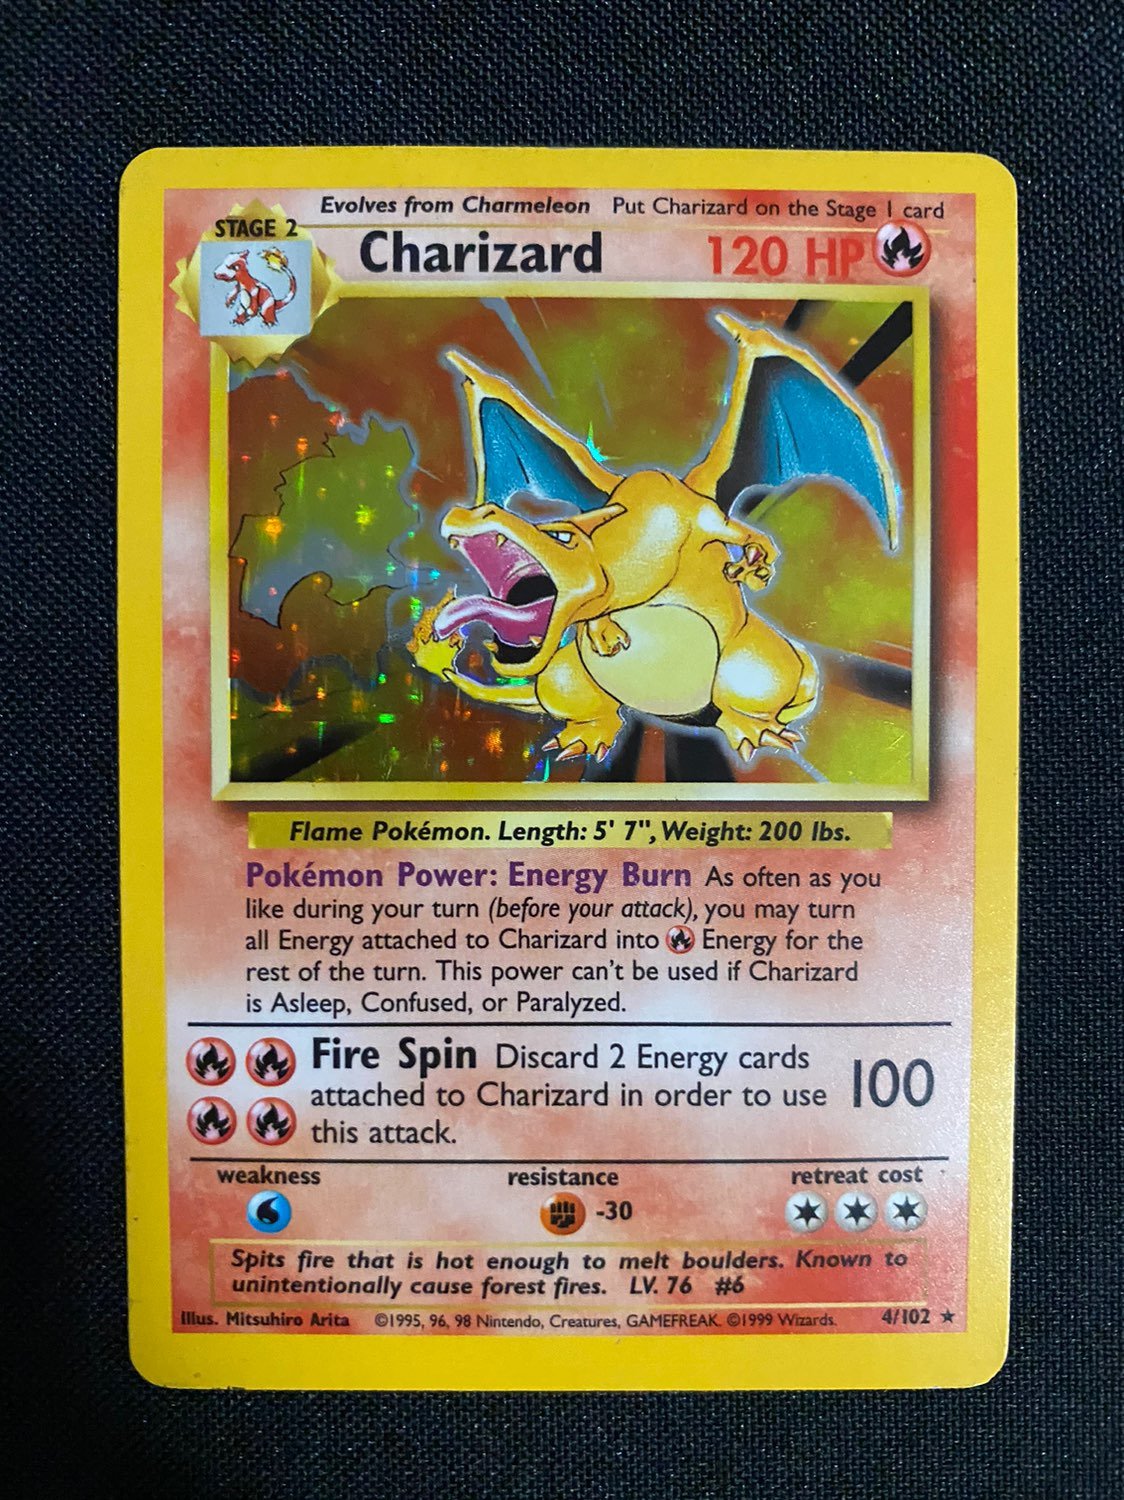 Evolves from Charmeleon Put Charizard on the Stage 1 card
STAGE 2
Charizard 120 HP
Flame Pokémon. Length: 5' 7", Weight: 200 lbs.
Pokémon Power: Energy Burn As often as you
like during your turn (before your attack), you may turn
all Energy attached to Charizard into Energy for the
rest of the turn. This power can't be used if Charizard
is Asleep, Confused, or Paralyzed.
Fire Spin Discard 2 Energy cards
attached to Charizard in order to use
this attack.
100
weakness resistance retreat cost
-30
Spits fire that is hot enough to melt boulders. Known to
unintentionally cause forest fires. LV. 76 #6
Illus. Mitsuhiro Arita ©1995, 96, 98 Nintendo, Creatures, GAMEFREAK. ©1999 Wizards. 4/102 ★